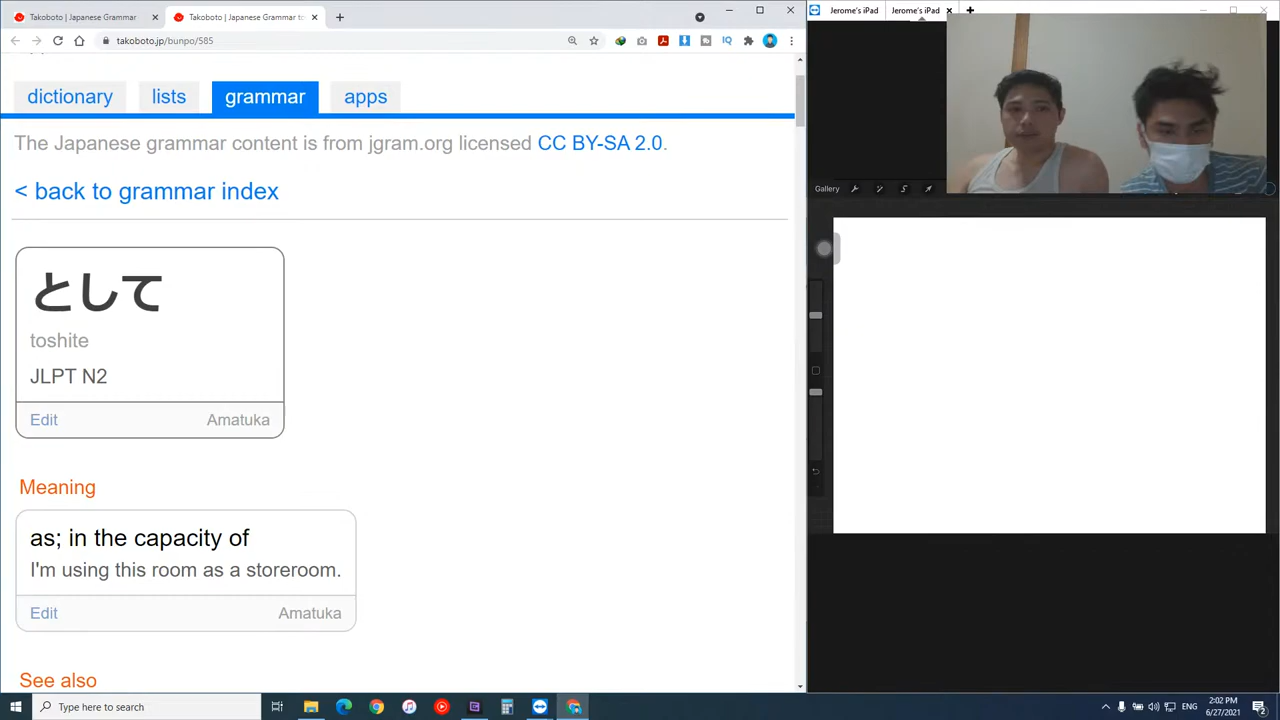 Takoboto | Japanese Grammar
Takoboto | Japanese Grammar to
takoboto.jp/bunpo/585
dictionary
lists
grammar
apps
The Japanese grammar content is from jgram.org licensed CC BY-SA 2.0.
< back to grammar index
として
toshite
JLPT N2
Edit
Amatuka
Meaning
as; in the capacity of
I'm using this room as a storeroom.
Edit
Amatuka
See also
Jerome's iPad
Jerome's iPad
Gallery
Type here to search
ENG
2:02 PM
6/27/2021
2